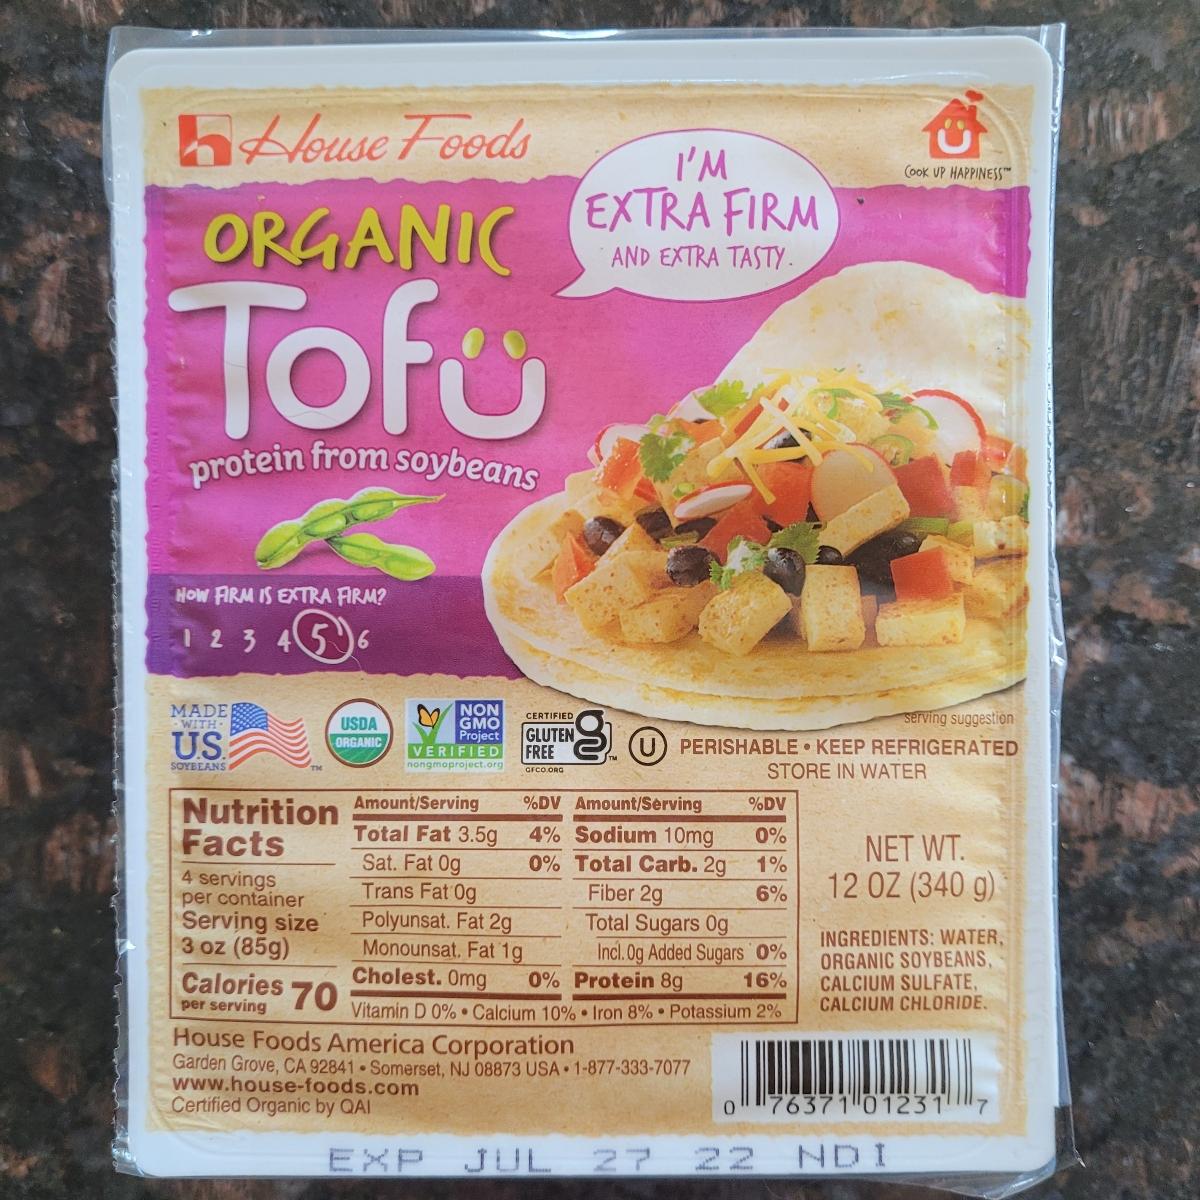 House Foods
COOK UP HAPPINESS™
I'M
EXTRA FIRM
AND EXTRA TASTY.
ORGANIC
Tofu
protein from soybeans
HOW FIRM IS EXTRA FIRM?
1 2 3 4 5 6
serving suggestion
MADE
WITH
U.S.
SOYBEANS
™
USDA
ORGANIC
NON
GMO
Project
VERIFIED
nongmoproject.org
CERTIFIED
GLUTEN
FREE
GFCO.ORG
™
U
PERISHABLE • KEEP REFRIGERATED
STORE IN WATER
Nutrition
Facts
4 servings
per container
Serving size
3 oz (85g)
Calories 70
per serving
Amount/Serving %DV
Total Fat 3.5g 4%
Sat. Fat 0g 0%
Trans Fat 0g
Polyunsat. Fat 2g
Monounsat. Fat 1g
Cholest. 0mg 0%
Amount/Serving %DV
Sodium 10mg 0%
Total Carb. 2g 1%
Fiber 2g 6%
Total Sugars 0g
Incl. 0g Added Sugars 0%
Protein 8g 16%
Vitamin D 0% • Calcium 10% • Iron 8% • Potassium 2%
NET WT.
12 OZ (340 g)
INGREDIENTS: WATER,
ORGANIC SOYBEANS,
CALCIUM SULFATE,
CALCIUM CHLORIDE.
House Foods America Corporation
Garden Grove, CA 92841 • Somerset, NJ 08873 USA • 1-877-333-7077
www.house-foods.com
Certified Organic by QAI
0 76371 01231 7
EXP JUL 27 22 NDI